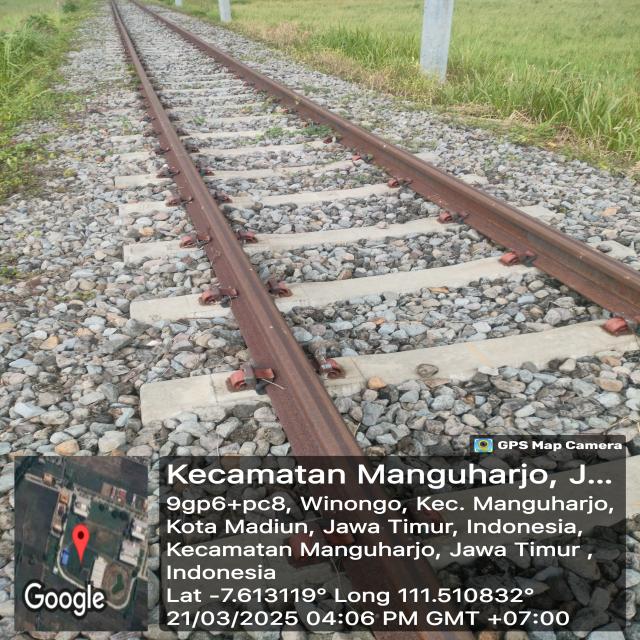 GPS Map Camera
Kecamatan Manguharjo, J...
9gp6+pc8, Winongo, Kec. Manguharjo,
Kota Madiun, Jawa Timur, Indonesia,
Kecamatan Manguharjo, Jawa Timur ,
Indonesia
Lat -7.613119° Long 111.510832°
21/03/2025 04:06 PM GMT +07:00
Google